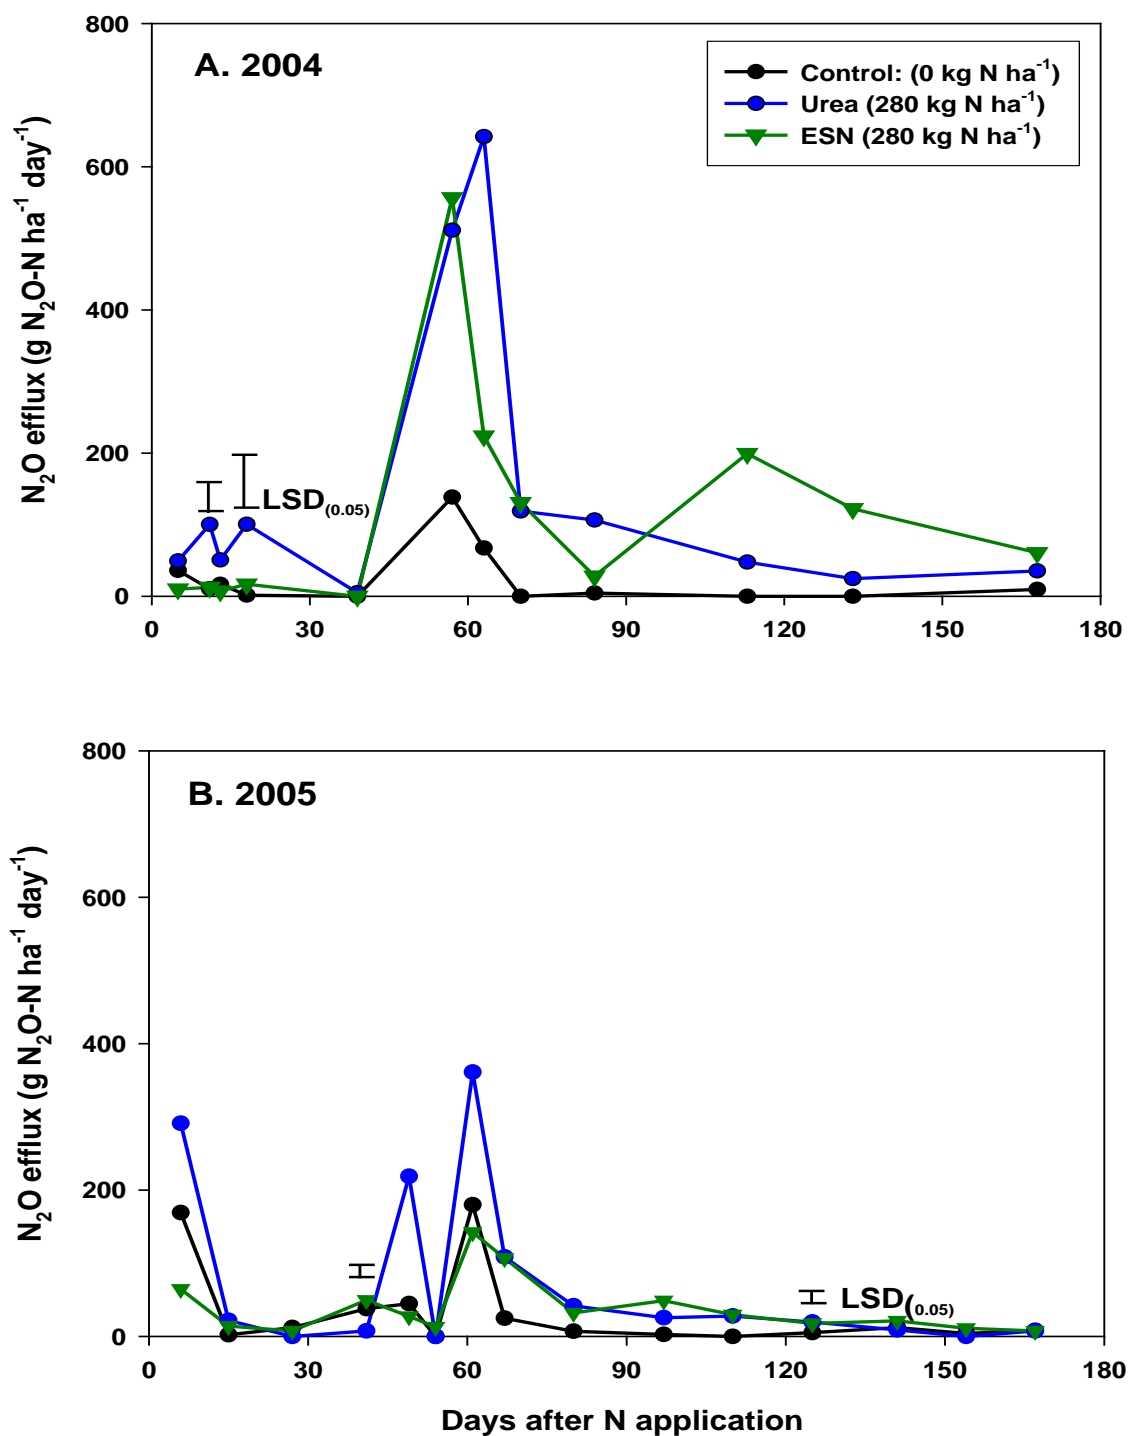 800
A. 2004
Control: (0 kg N ha⁻¹)
Urea (280 kg N ha⁻¹)
ESN (280 kg N ha⁻¹)
600
400
200
0
LSD₍₀.₀₅₎
N₂O efflux (g N₂O-N ha⁻¹ day⁻¹)
0 30 60 90 120 150 180
800
B. 2005
600
400
200
0
LSD₍₀.₀₅₎
N₂O efflux (g N₂O-N ha⁻¹ day⁻¹)
0 30 60 90 120 150 180
Days after N application